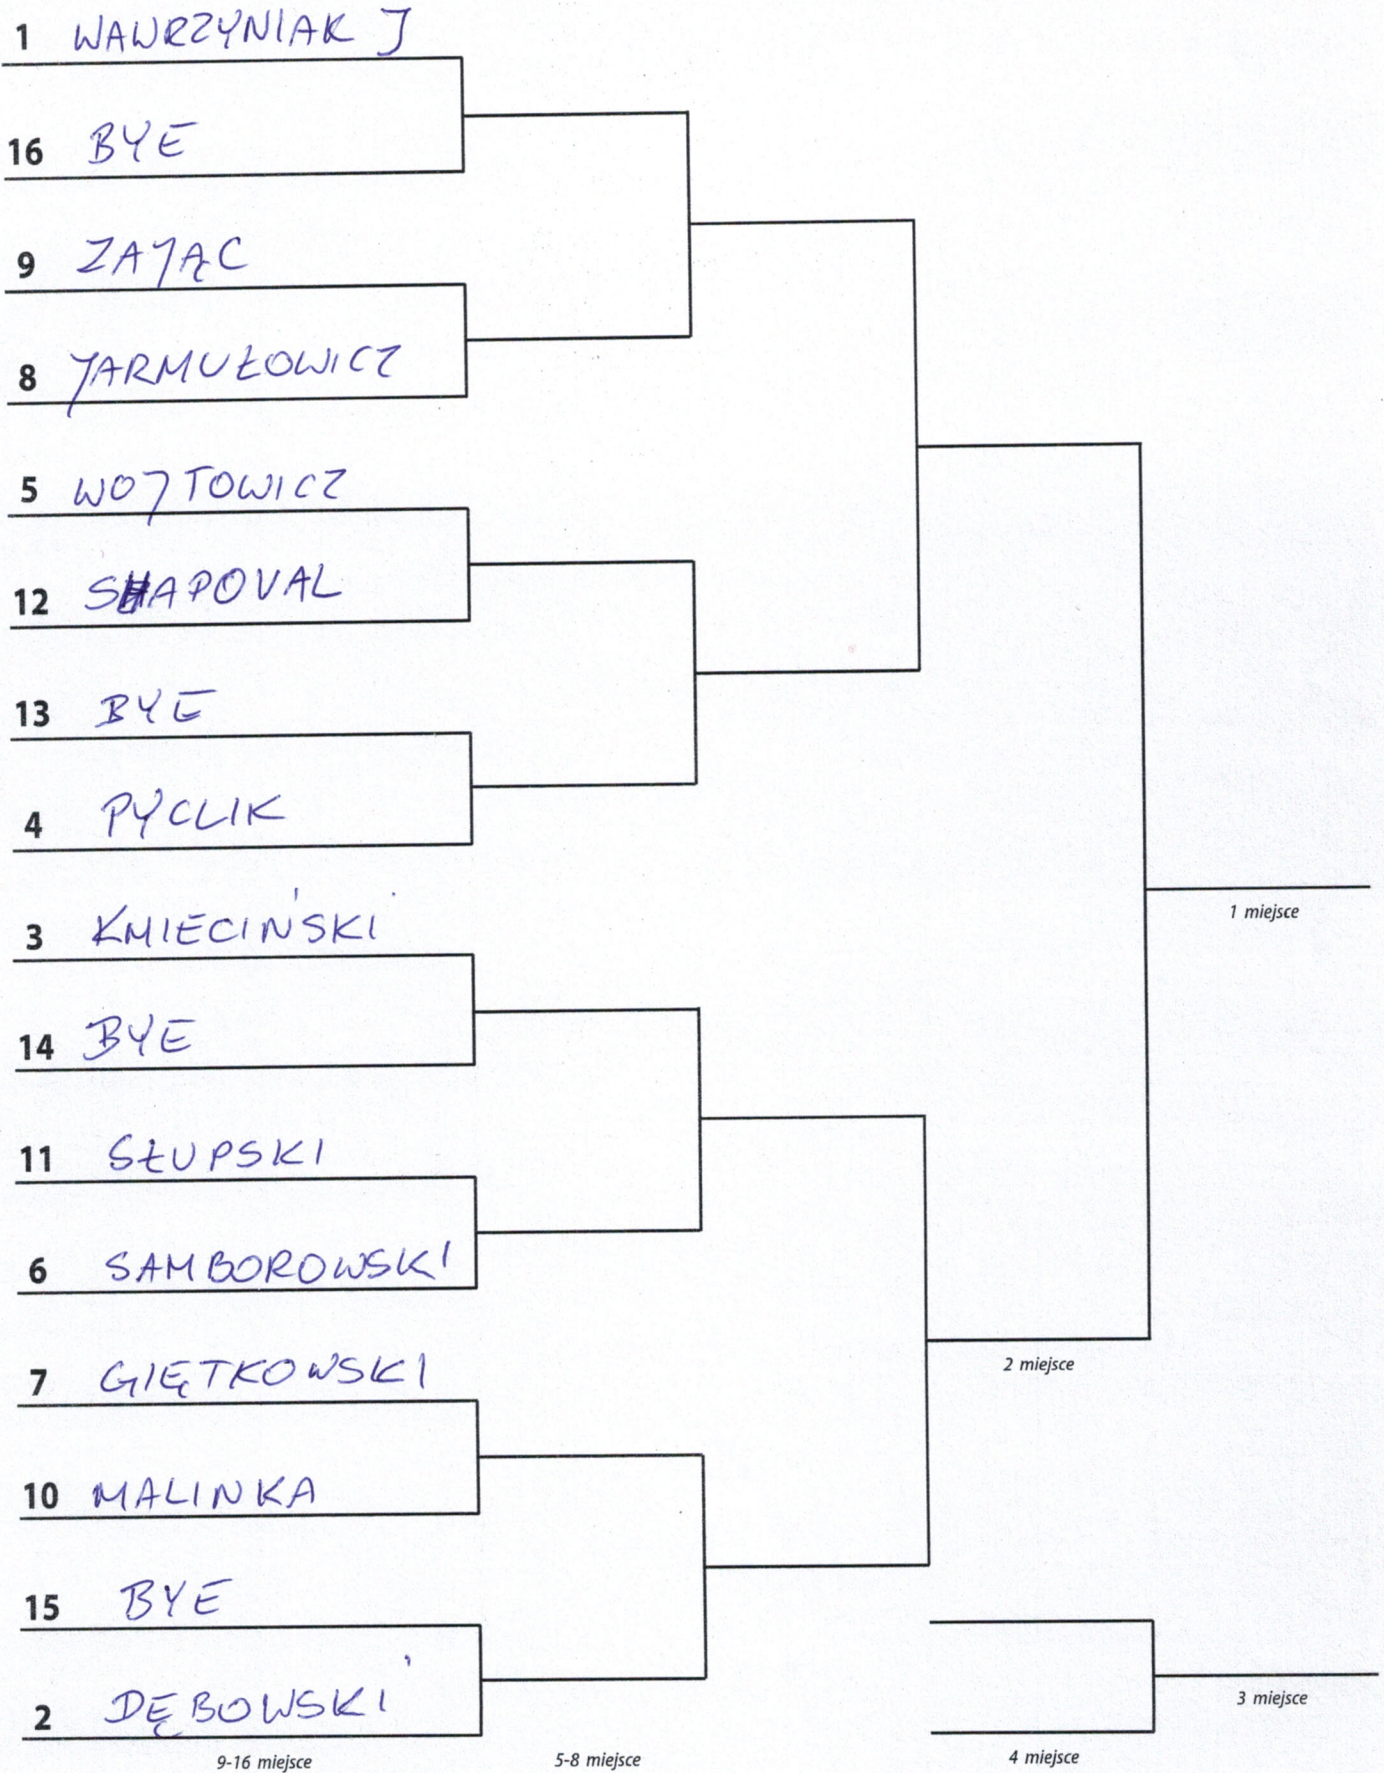 1 WAWRZYNIAK J
16 BYE
9 ZAJĄC
8 JARMUŁOWICZ
5 WOJTOWICZ
12 SHAPOVAL
13 BYE
4 PYCLIK
3 KMIECIŃSKI
1 miejsce
14 BYE
11 SŁUPSKI
6 SAMBOROWSKI
7 GIĘTKOWSKI
2 miejsce
10 MALINKA
15 BYE
2 DĘBOWSKI
3 miejsce
9-16 miejsce 5-8 miejsce 4 miejsce